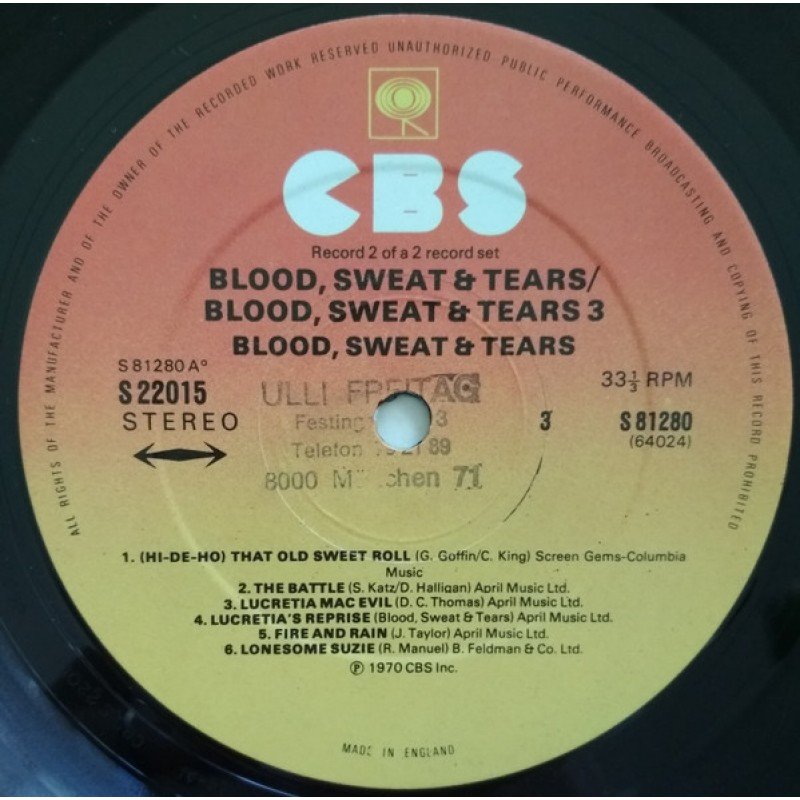 ALL RIGHTS OF THE MANUFACTURER AND OF THE OWNER OF THE RECORDED WORK RESERVED UNAUTHORIZED PUBLIC PERFORMANCE BROADCASTING AND COPYING OF THIS RECORD PROHIBITED
CBS
Record 2 of a 2 record set
BLOOD, SWEAT & TEARS/
BLOOD, SWEAT & TEARS 3
BLOOD, SWEAT & TEARS
S 81280 A°
S 22015
STEREO
33⅓ RPM
3 S 81280
(64024)
ULLI FREITAG
Telefon 89
8000 71
1. (HI-DE-HO) THAT OLD SWEET ROLL (G. Goffin/C. King) Screen Gems-Columbia
Music
2. THE BATTLE (S. Katz/D. Halligan) April Music Ltd.
3. LUCRETIA MAC EVIL (D. C. Thomas) April Music Ltd.
4. LUCRETIA'S REPRISE (Blood, Sweat & Tears) April Music Ltd.
5. FIRE AND RAIN (J. Taylor) April Music Ltd.
6. LONESOME SUZIE (R. Manuel) B. Feldman & Co. Ltd.
℗ 1970 CBS Inc.
MADE IN ENGLAND